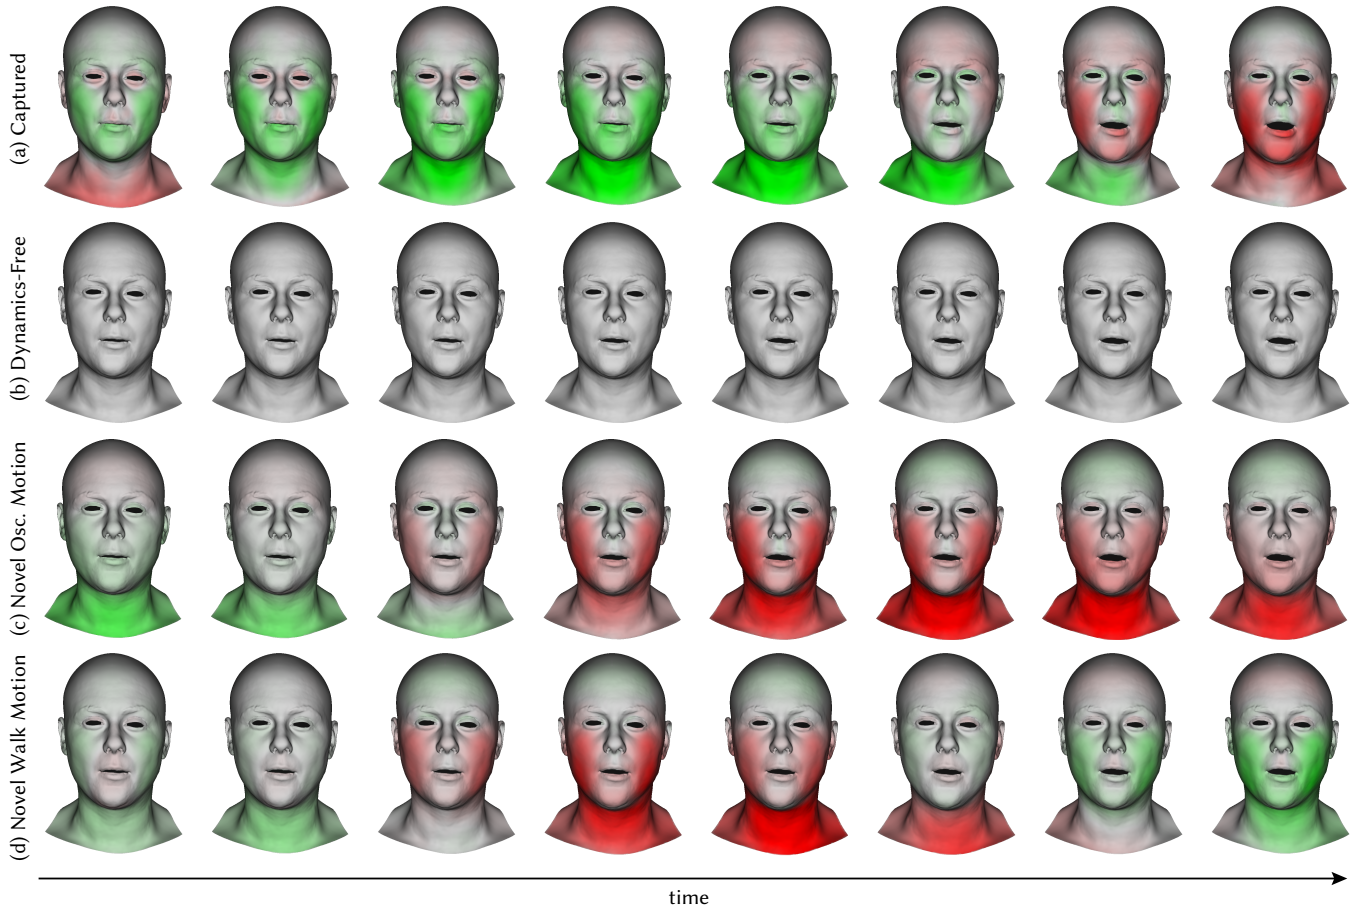 (a) Captured
(b) Dynamics-Free
(c) Novel Osc. Motion
(d) Novel Walk Motion
time